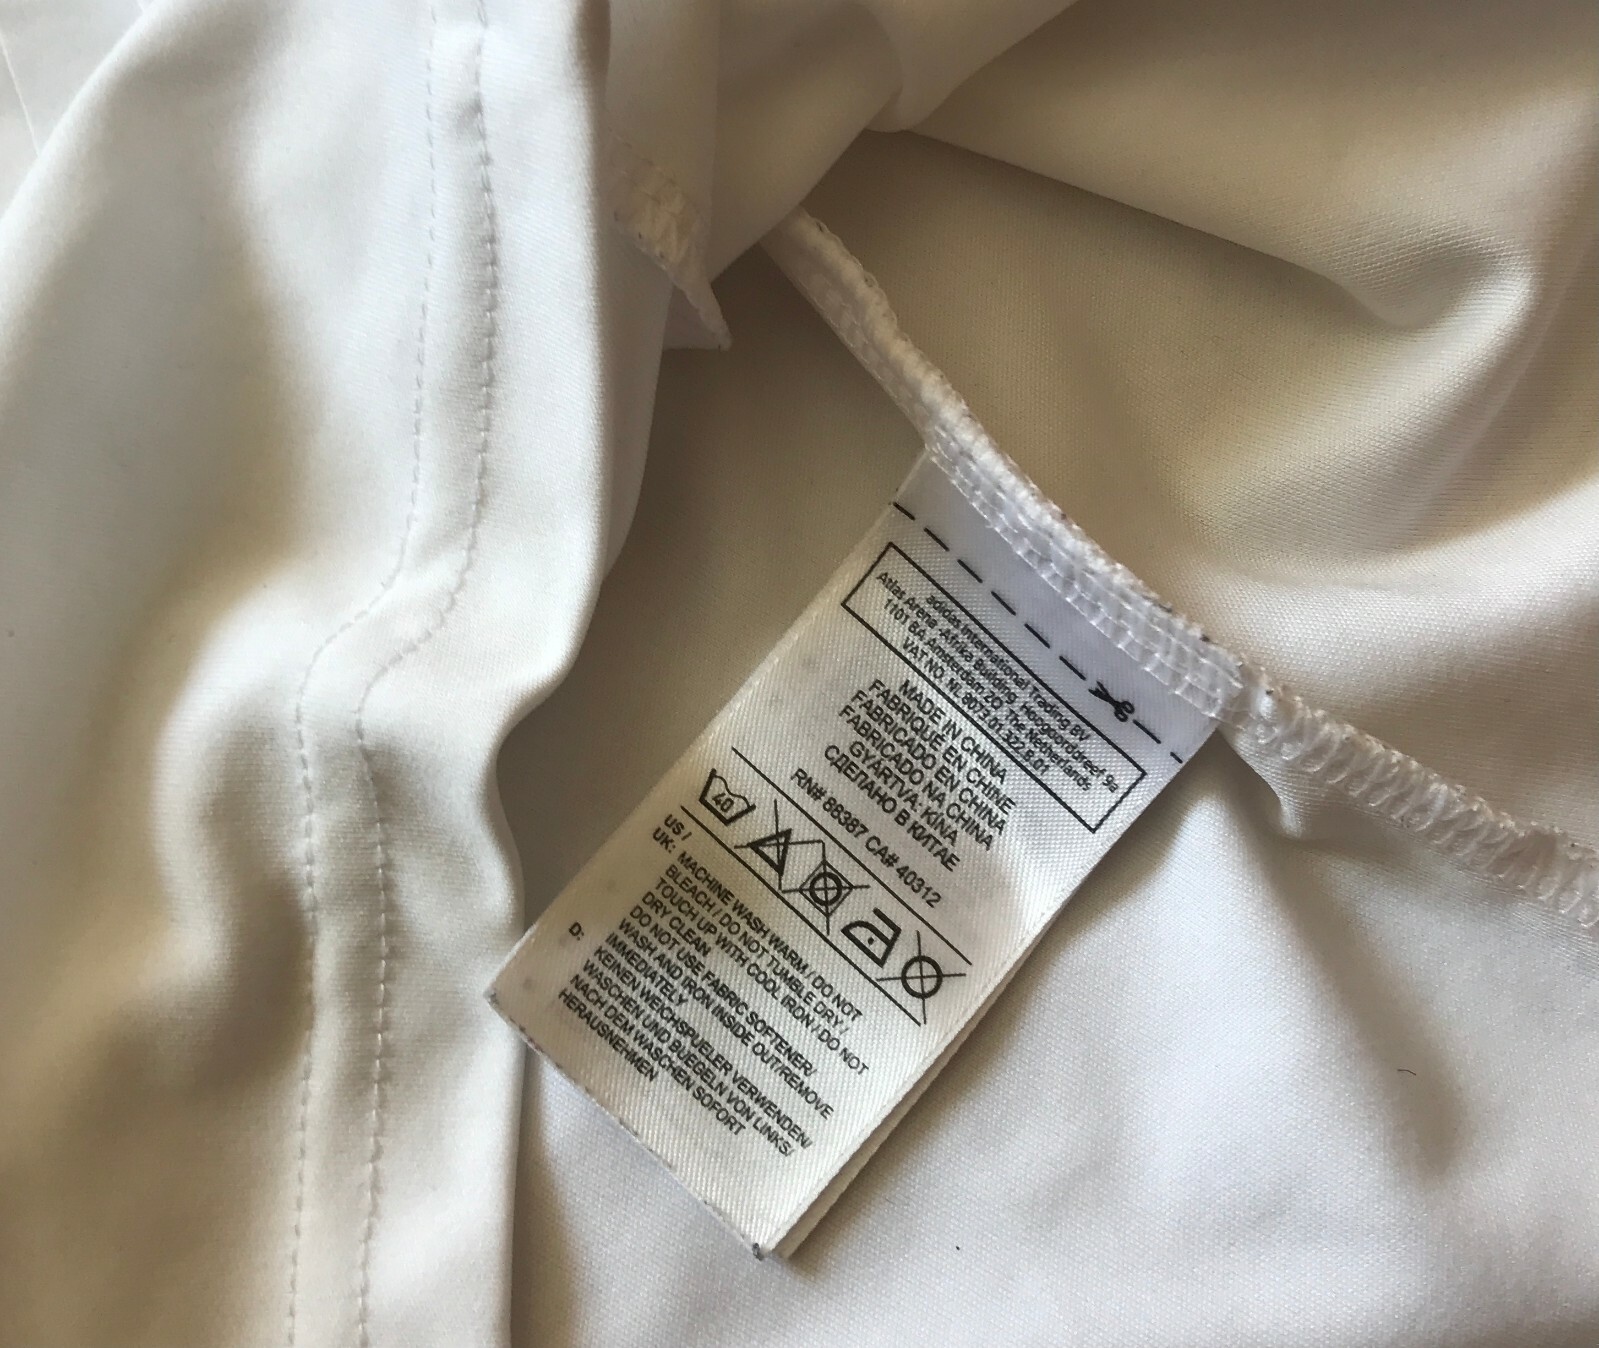 adidas International Trading BV
Atlas Arena -Afrika Building, Hoogoorddreef 9a
1101 BA Amsterdam ZO, The Netherlands
VAT NO. NL 8073.01.322.B.01
MADE IN CHINA
FABRIQUE EN CHINE
FABRICADO EN CHINA
FABRICADO NA CHINA
GYÁRTVA: KÍNA
СДЕЛАНО В КИТАЕ
RN# 88387 CA# 40312
40
US /
UK: MACHINE WASH WARM / DO NOT
BLEACH / DO NOT TUMBLE DRY /
TOUCH UP WITH COOL IRON / DO NOT
DRY CLEAN
DO NOT USE FABRIC SOFTENER/
WASH AND IRON INSIDE OUT/REMOVE
IMMEDIATELY
D: KEINEN WEICHSPUELER VERWENDEN/
WASCHEN UND BUEGELN VON LINKS/
NACH DEM WASCHEN SOFORT
HERAUSNEHMEN